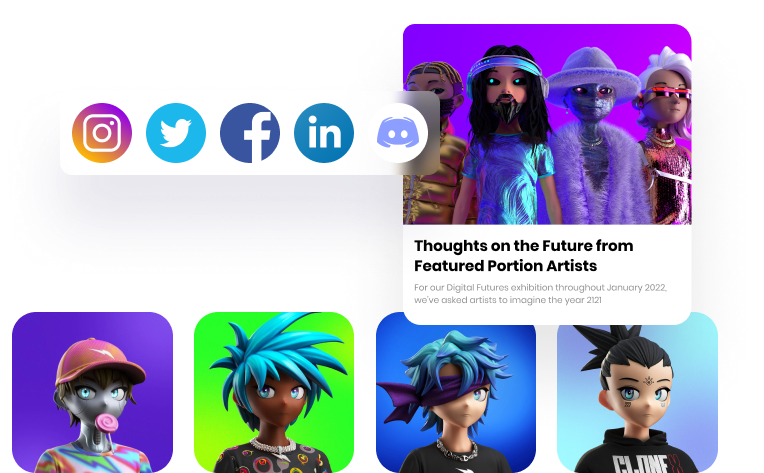 in
Thoughts on the Future from
Featured Portion Artists
For our Digital Futures exhibition throughout January 2022,
we've asked artists to imagine the year 2121
CLONE